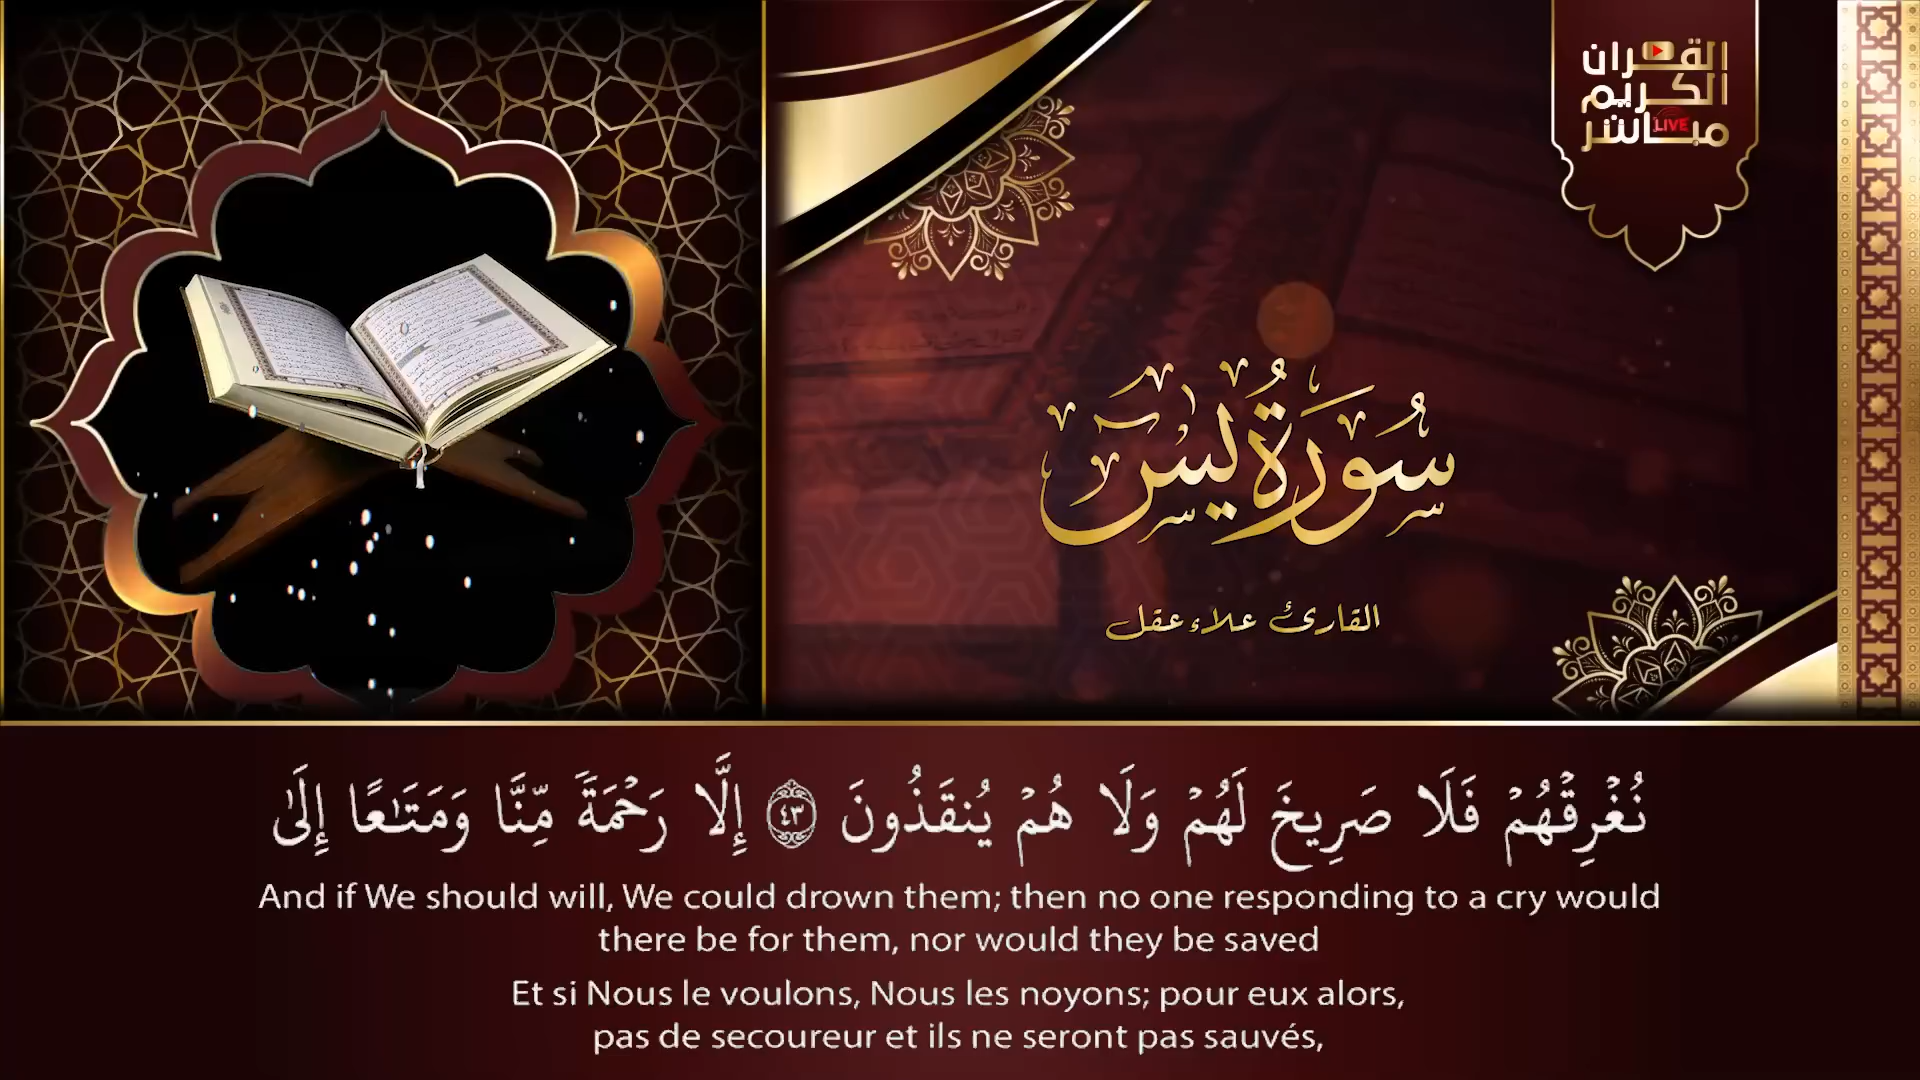 القرآن
الكريم
مباشر
LIVE
سُورَةُ يسٓ
القارئ علاء عقل
نُغْرِقْهُمْ فَلَا صَرِيخَ لَهُمْ وَلَا هُمْ يُنقَذُونَ ٤٣ إِلَّا رَحْمَةً مِّنَّا وَمَتَـٰعًا إِلَىٰ
And if We should will, We could drown them; then no one responding to a cry would
there be for them, nor would they be saved
Et si Nous le voulons, Nous les noyons; pour eux alors,
pas de secoureur et ils ne seront pas sauvés,